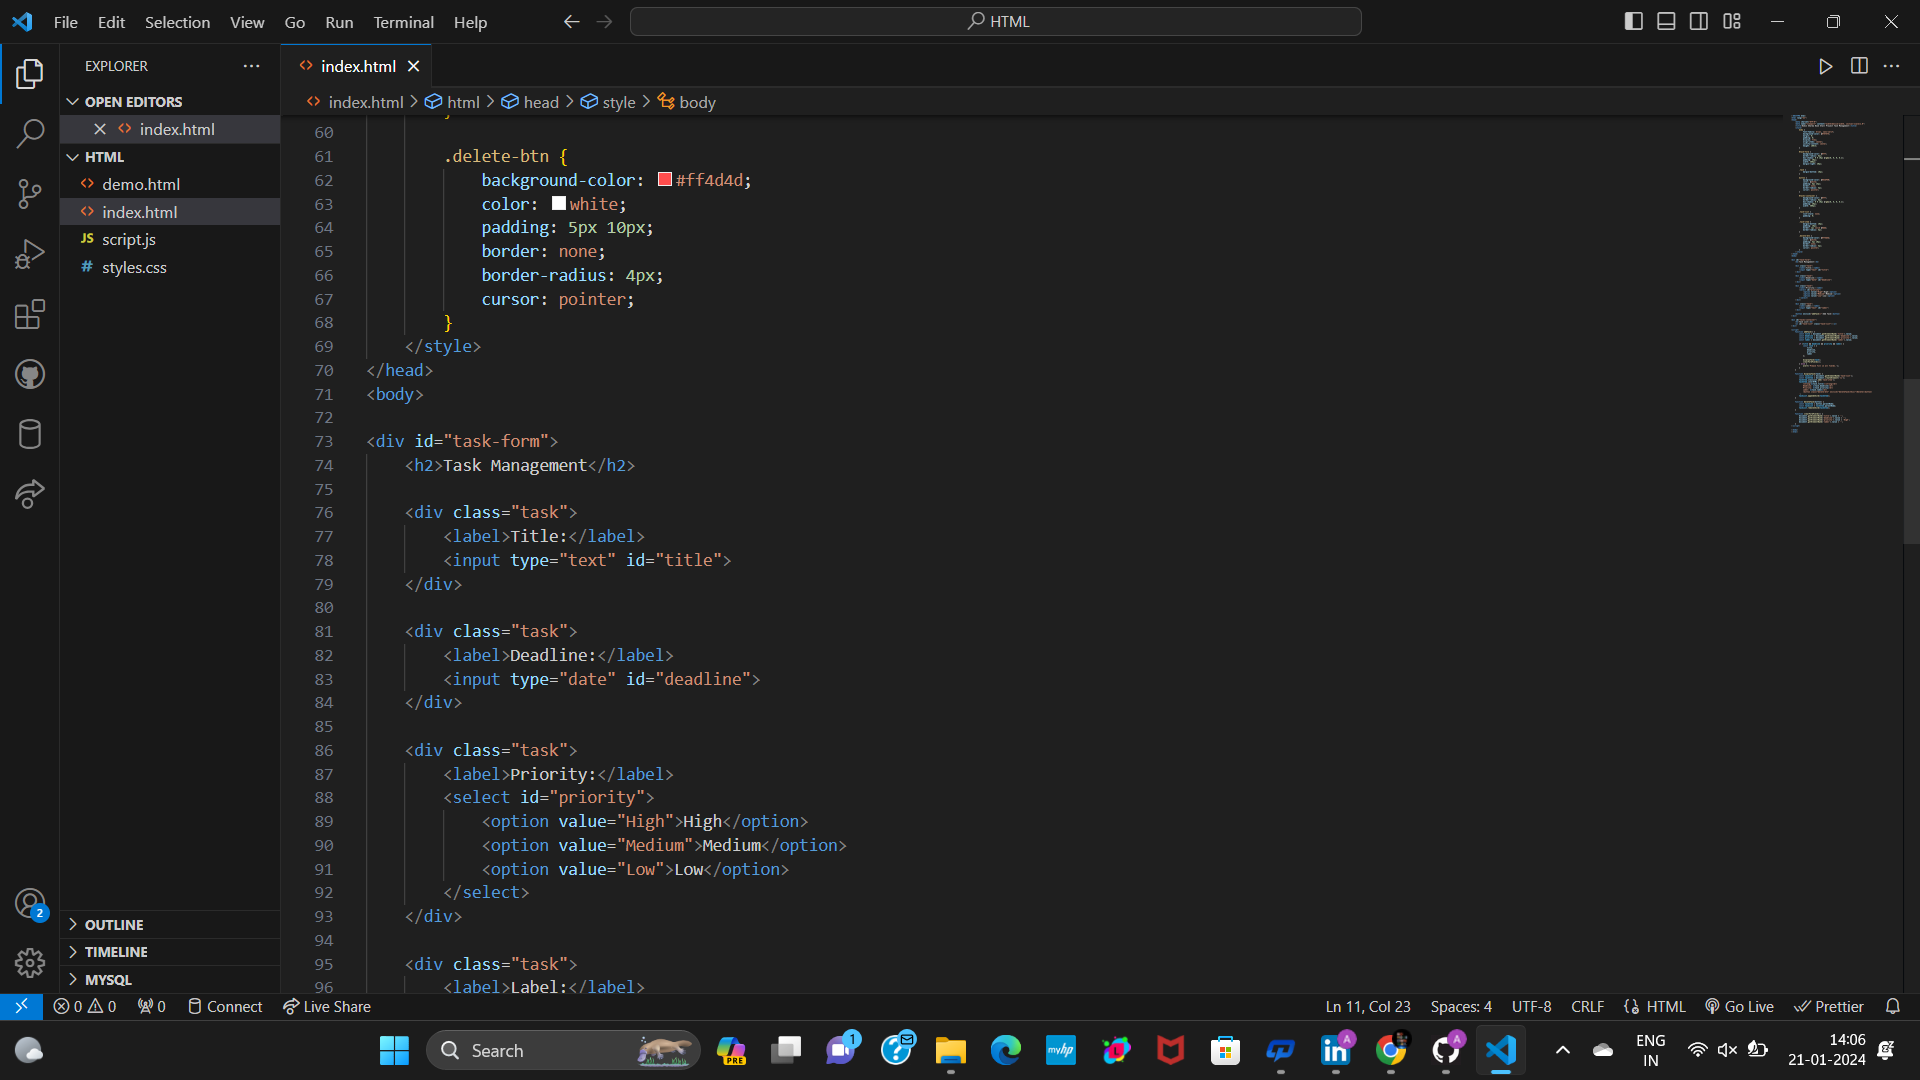 File Edit Selection View Go Run Terminal Help
HTML
EXPLORER
OPEN EDITORS
index.html
HTML
demo.html
index.html
JS script.js
# styles.css
OUTLINE
TIMELINE
MYSQL
2
index.html
index.html > html > head > style > body
60
61 .delete-btn {
62 background-color: #ff4d4d;
63 color: white;
64 padding: 5px 10px;
65 border: none;
66 border-radius: 4px;
67 cursor: pointer;
68 }
69 </style>
70 </head>
71 <body>
72
73 <div id="task-form">
74 <h2>Task Management</h2>
75
76 <div class="task">
77 <label>Title:</label>
78 <input type="text" id="title">
79 </div>
80
81 <div class="task">
82 <label>Deadline:</label>
83 <input type="date" id="deadline">
84 </div>
85
86 <div class="task">
87 <label>Priority:</label>
88 <select id="priority">
89 <option value="High">High</option>
90 <option value="Medium">Medium</option>
91 <option value="Low">Low</option>
92 </select>
93 </div>
94
95 <div class="task">
96 <label>Label:</label>
0 0 0 Connect Live Share Ln 11, Col 23 Spaces: 4 UTF-8 CRLF HTML Go Live Prettier
Search
PRE
1
myhp
in
A
A
ENG
IN
14:06
21-01-2024